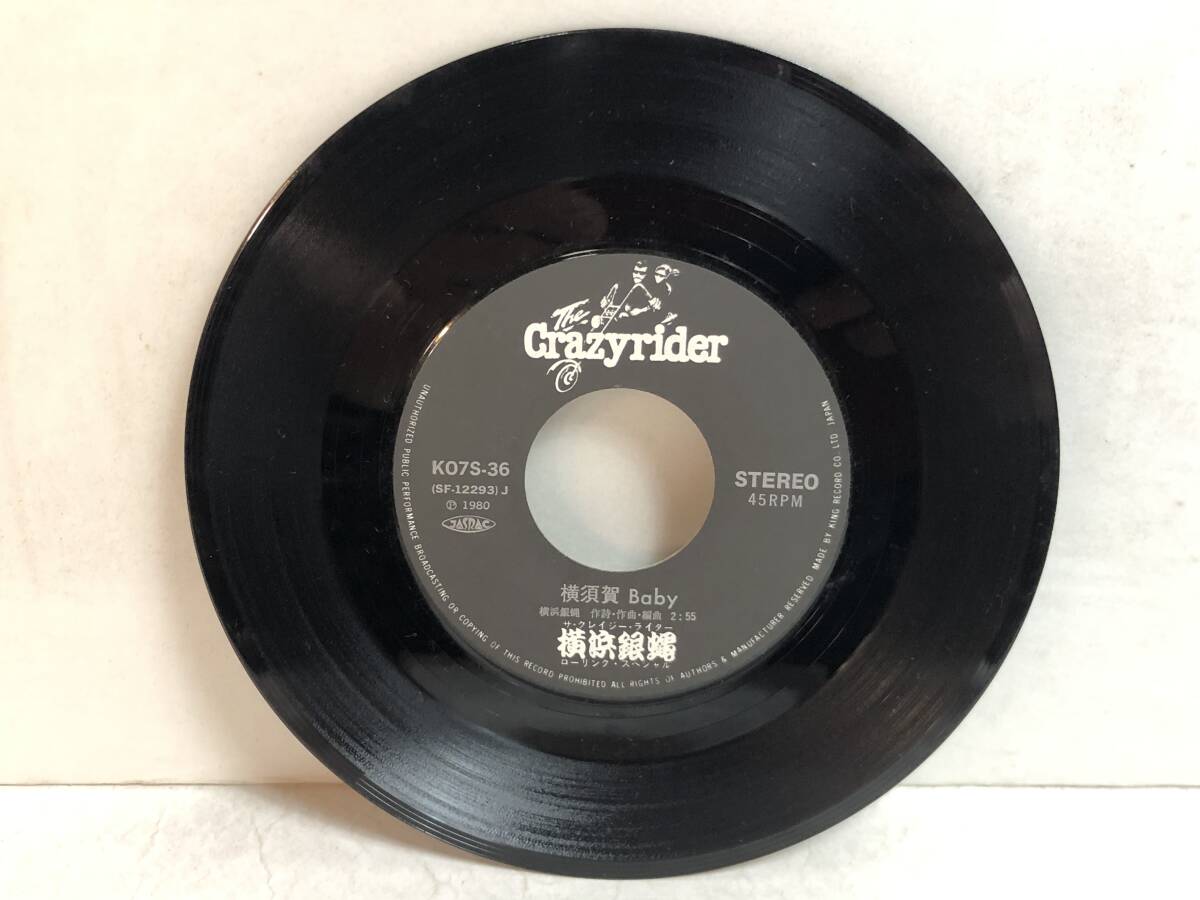 The
Crazyrider
K07S-36
(SF-12293) J
Ⓟ 1980
JASRAC
STEREO
45RPM
横須賀 Baby
横浜銀蝿 作詩・作曲・編曲 2:55
ザ・クレイジー・ライダー
横浜銀蝿
ローリング・スペシャル
UNAUTHORIZED PUBLIC PERFORMANCE BROADCASTING OR COPYING OF THIS RECORD PROHIBITED ALL RIGHTS OF AUTHORS & MANUFACTURER RESERVED MADE BY KING RECORD CO. LTD. JAPAN